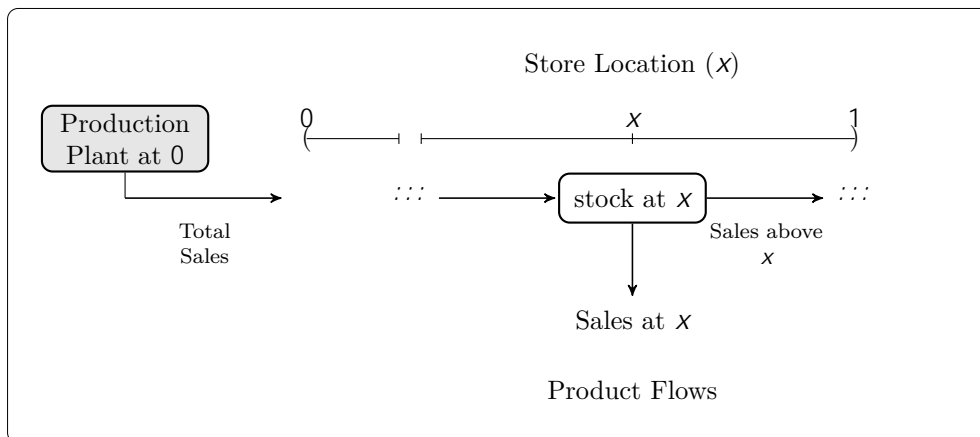 Store Location (x)
0 x 1
Production
Plant at 0
: : : stock at x : : :
Total
Sales
Sales above
x
Sales at x
Product Flows